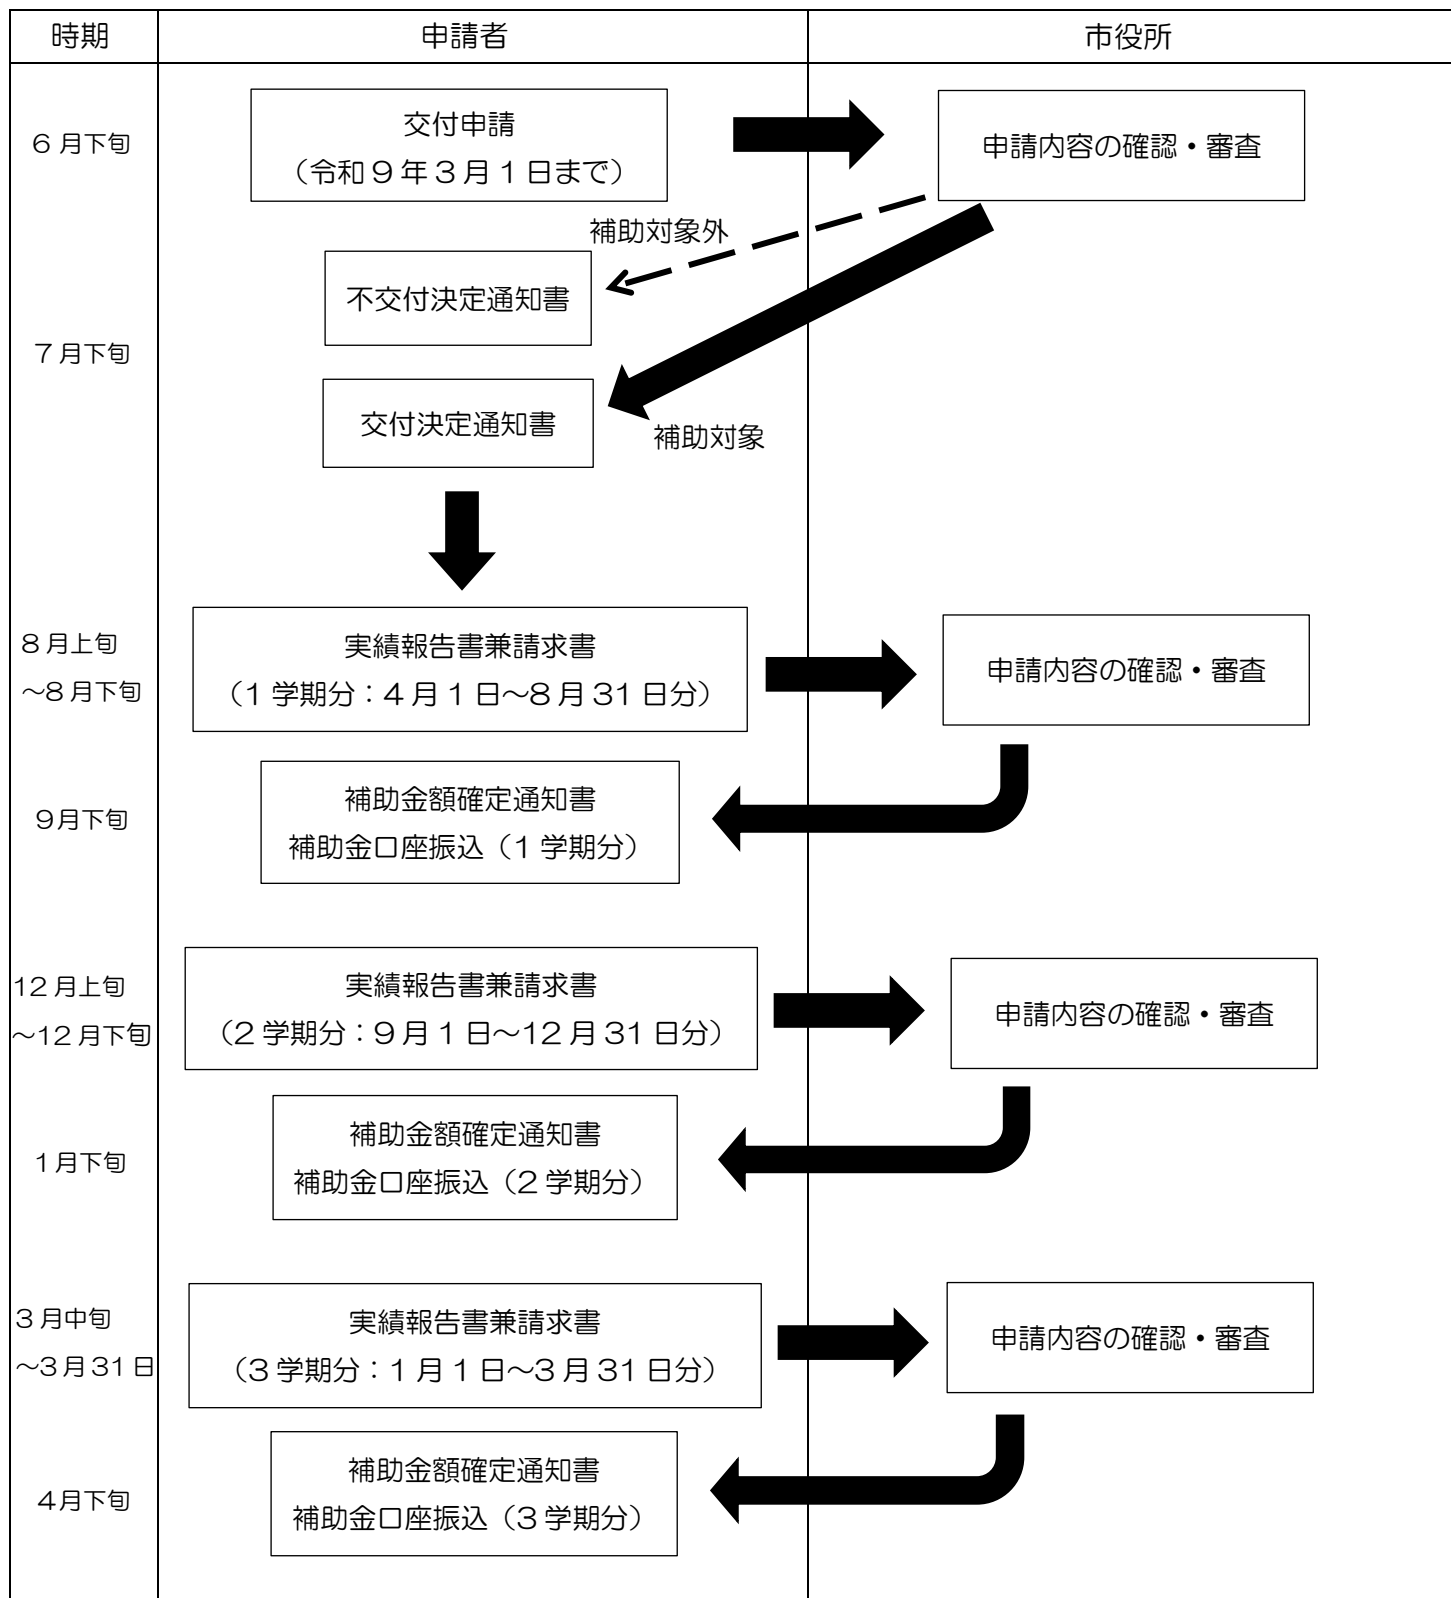 時期
申請者
市役所
6月下旬
交付申請
（令和9年3月1日まで）
申請内容の確認・審査
補助対象外
不交付決定通知書
7月下旬
交付決定通知書
補助対象
8月上旬
～8月下旬
実績報告書兼請求書
（1学期分：4月1日～8月31日分）
申請内容の確認・審査
9月下旬
補助金額確定通知書
補助金口座振込（1学期分）
12月上旬
～12月下旬
実績報告書兼請求書
（2学期分：9月1日～12月31日分）
申請内容の確認・審査
1月下旬
補助金額確定通知書
補助金口座振込（2学期分）
3月中旬
～3月31日
実績報告書兼請求書
（3学期分：1月1日～3月31日分）
申請内容の確認・審査
4月下旬
補助金額確定通知書
補助金口座振込（3学期分）